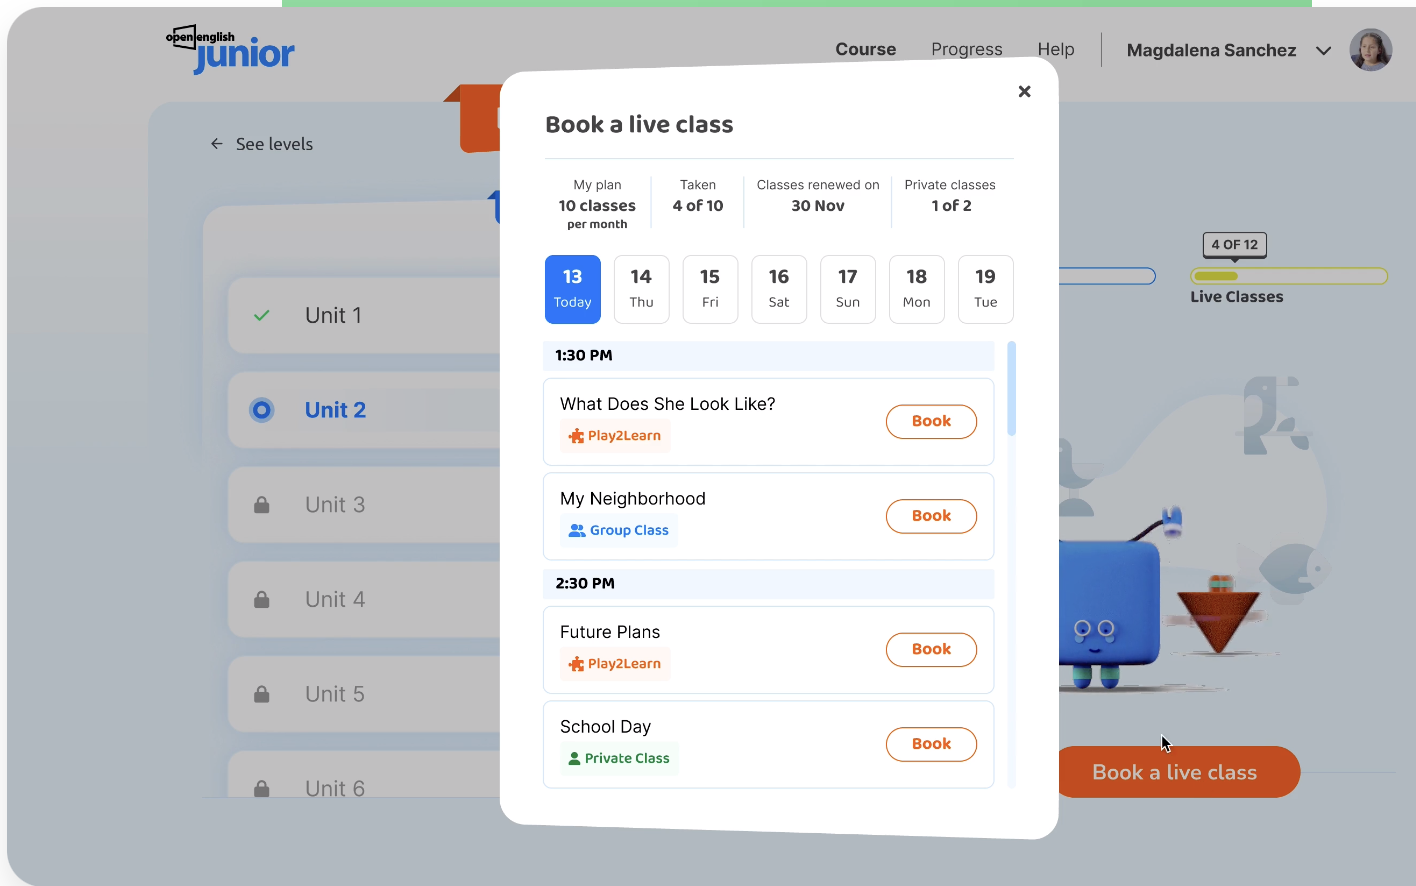 open english
junior
Course
Progress
Help
Magdalena Sanchez
See levels
Unit 1
Unit 2
Unit 3
Unit 4
Unit 5
Unit 6
Book a live class
My plan
10 classes
per month
Taken
4 of 10
Classes renewed on
30 Nov
Private classes
1 of 2
13
Today
14
Thu
15
Fri
16
Sat
17
Sun
18
Mon
19
Tue
1:30 PM
What Does She Look Like?
Play2Learn
Book
My Neighborhood
Group Class
Book
2:30 PM
Future Plans
Play2Learn
Book
School Day
Private Class
Book
4 OF 12
Live Classes
Book a live class